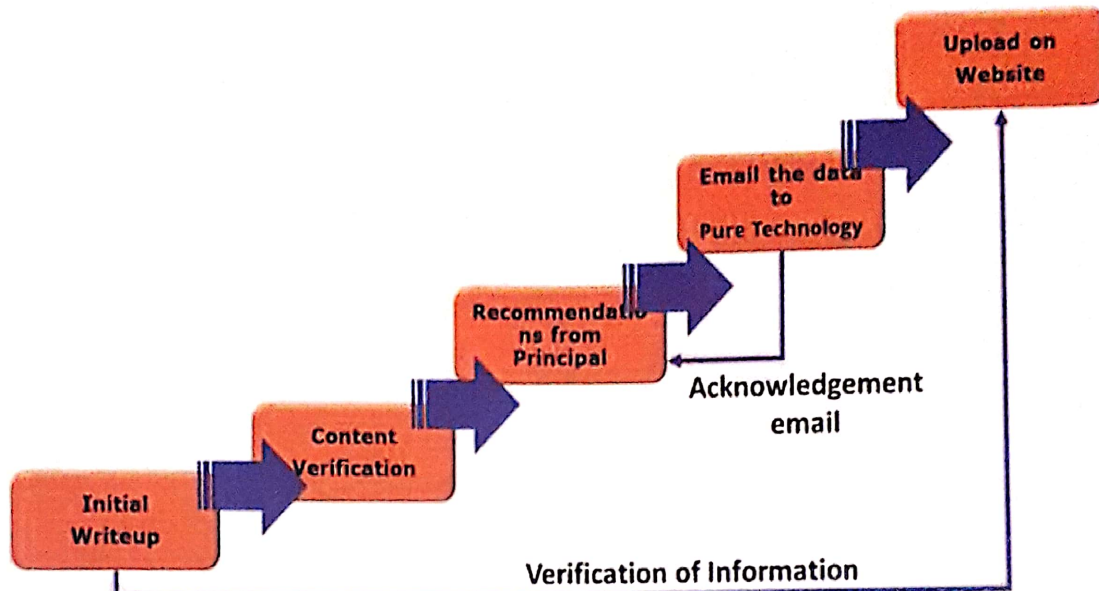 Initial
Writeup
Content
Verification
Recommendatio
ns from
Principal
Email the data
to
Pure Technology
Upload on
Website
Acknowledgement
email
Verification of Information